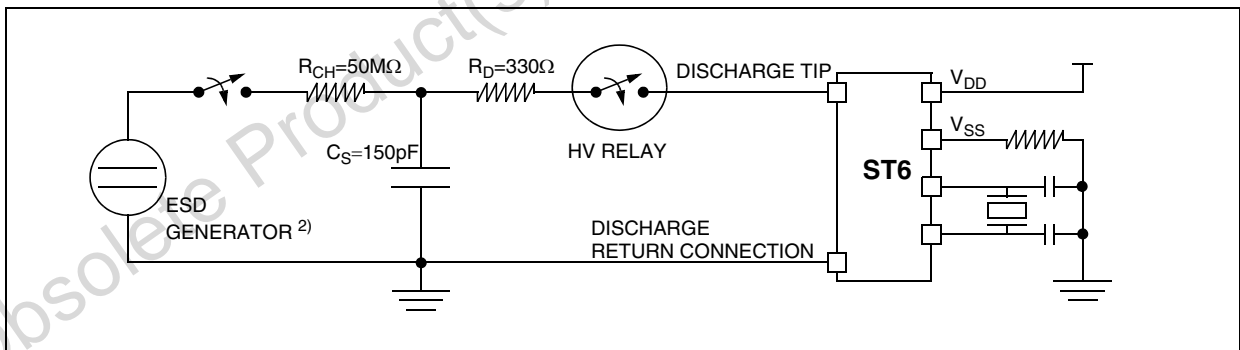 R_CH=50MΩ
R_D=330Ω
DISCHARGE TIP
V_DD
C_S=150pF
HV RELAY
V_SS
ST6
ESD
GENERATOR 2)
DISCHARGE
RETURN CONNECTION
Obsolete Product(s)